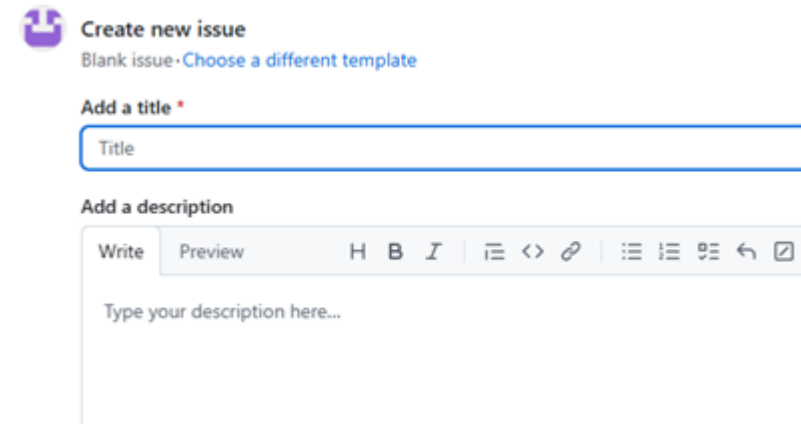 Create new issue
Blank issue·Choose a different template
Add a title *
Title
Add a description
Write Preview H B I
Type your description here...